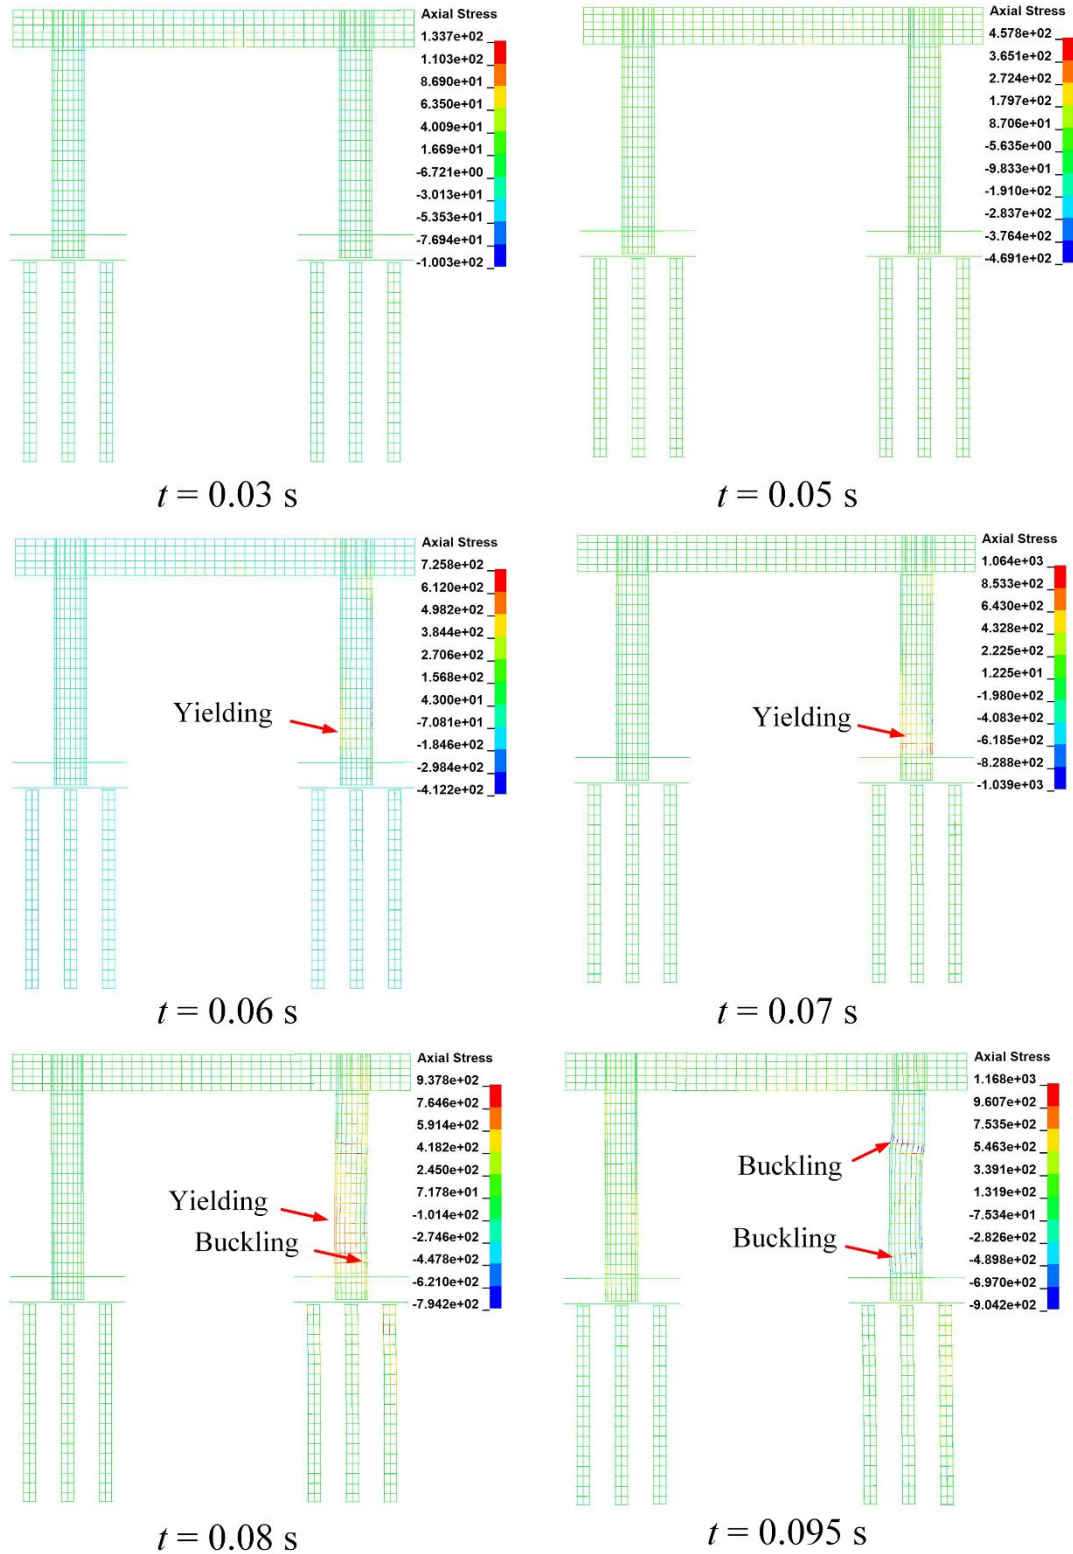 Axial Stress
1.337e+02
1.103e+02
8.690e+01
6.350e+01
4.009e+01
1.669e+01
-6.721e+00
-3.013e+01
-5.353e+01
-7.694e+01
-1.003e+02
t = 0.03 s
Axial Stress
4.578e+02
3.651e+02
2.724e+02
1.797e+02
8.706e+01
-5.635e+00
-9.833e+01
-1.910e+02
-2.837e+02
-3.764e+02
-4.691e+02
t = 0.05 s
Axial Stress
7.258e+02
6.120e+02
4.982e+02
3.844e+02
2.706e+02
1.568e+02
4.300e+01
-7.081e+01
-1.846e+02
-2.984e+02
-4.122e+02
Yielding
t = 0.06 s
Axial Stress
1.064e+03
8.533e+02
6.430e+02
4.328e+02
2.225e+02
1.225e+01
-1.980e+02
-4.083e+02
-6.185e+02
-8.288e+02
-1.039e+03
Yielding
t = 0.07 s
Axial Stress
9.378e+02
7.646e+02
5.914e+02
4.182e+02
2.450e+02
7.178e+01
-1.014e+02
-2.746e+02
-4.478e+02
-6.210e+02
-7.942e+02
Yielding
Buckling
t = 0.08 s
Axial Stress
1.168e+03
9.607e+02
7.535e+02
5.463e+02
3.391e+02
1.319e+02
-7.534e+01
-2.826e+02
-4.898e+02
-6.970e+02
-9.042e+02
Buckling
Buckling
t = 0.095 s